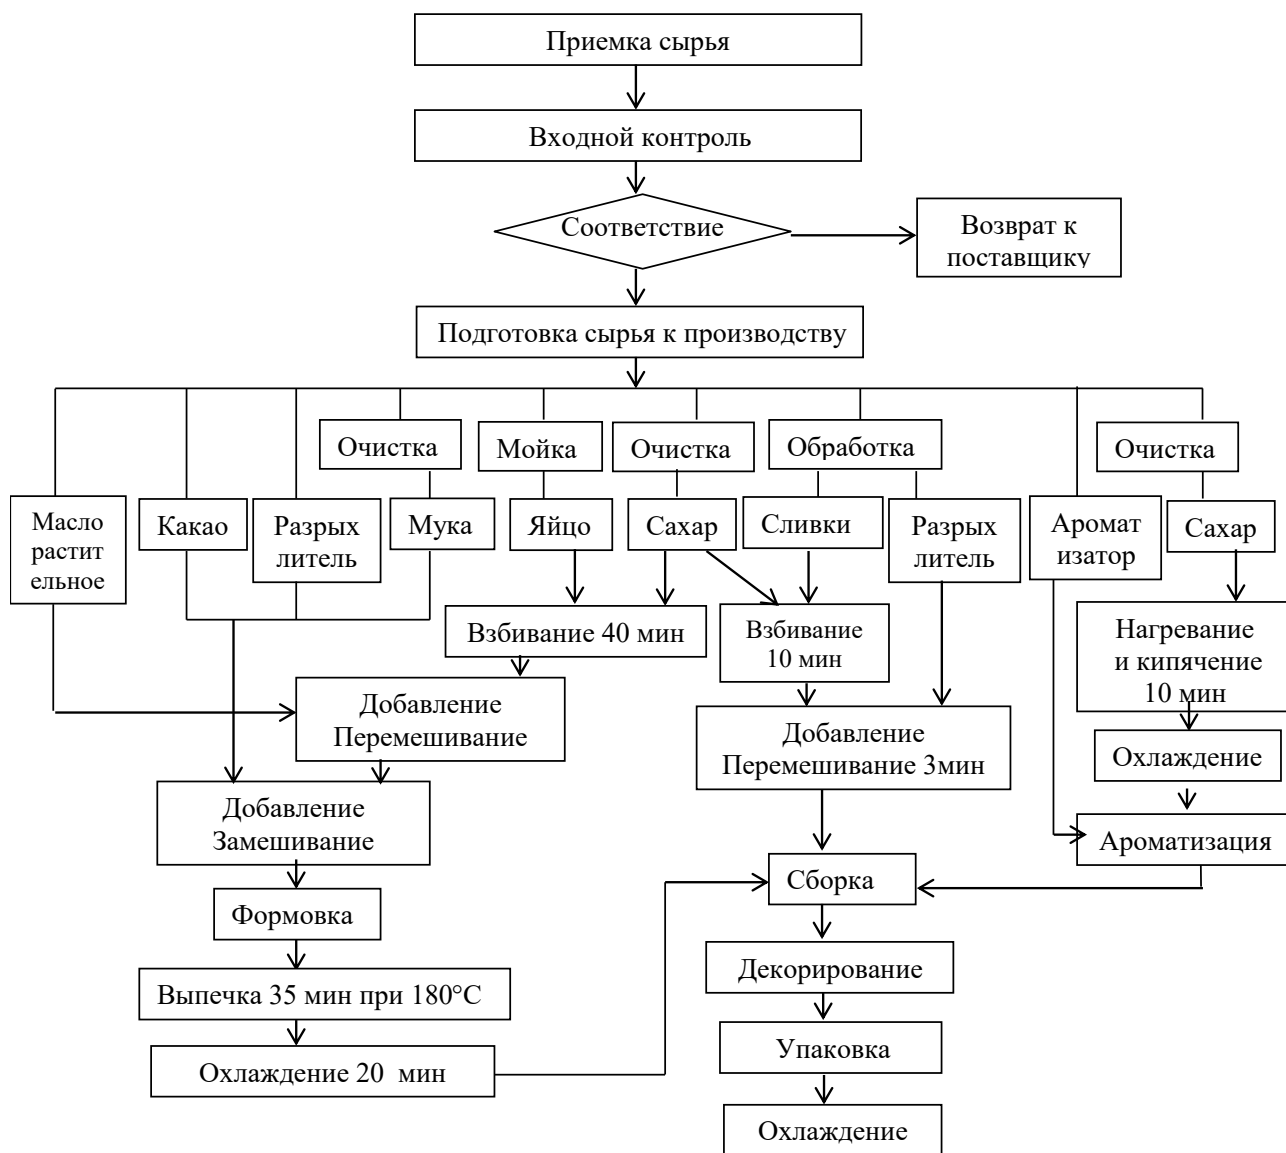 Приемка сырья
Входной контроль
Соответствие
Возврат к
поставщику
Подготовка сырья к производству
Очистка
Мойка
Очистка
Обработка
Очистка
Масло
растит
ельное
Какао
Разрых
литель
Мука
Яйцо
Сахар
Сливки
Разрых
литель
Аромат
изатор
Сахар
Взбивание 40 мин
Взбивание
10 мин
Нагревание
и кипячение
10 мин
Добавление
Перемешивание
Добавление
Перемешивание 3мин
Охлаждение
Добавление
Замешивание
Ароматизация
Сборка
Формовка
Декорирование
Выпечка 35 мин при 180°С
Упаковка
Охлаждение 20 мин
Охлаждение